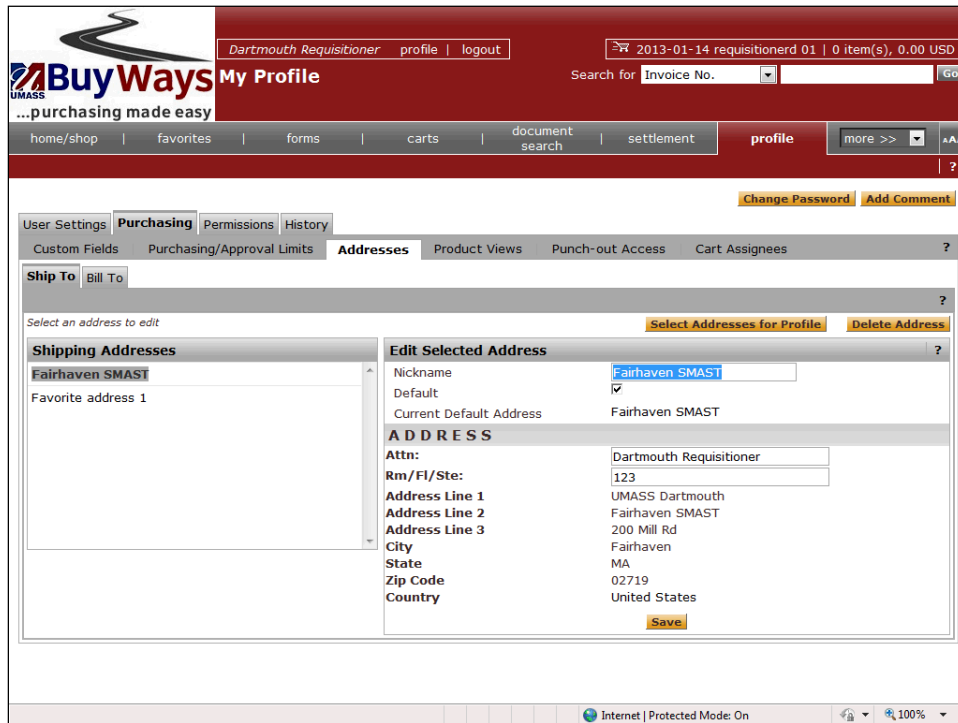 Dartmouth Requisitioner profile | logout 2013-01-14 requisitionerd 01 | 0 item(s), 0.00 USD
UMASS BuyWays My Profile Search for Invoice No. Go
...purchasing made easy
home/shop | favorites | forms | carts | document search | settlement profile more >> AA
?
Change Password Add Comment
User Settings Purchasing Permissions History
Custom Fields Purchasing/Approval Limits Addresses Product Views Punch-out Access Cart Assignees ?
Ship To Bill To
?
Select an address to edit Select Addresses for Profile Delete Address
Shipping Addresses Edit Selected Address ?
Fairhaven SMAST Nickname Fairhaven SMAST
Favorite address 1 Default
Current Default Address Fairhaven SMAST
ADDRESS
Attn: Dartmouth Requisitioner
Rm/Fl/Ste: 123
Address Line 1 UMASS Dartmouth
Address Line 2 Fairhaven SMAST
Address Line 3 200 Mill Rd
City Fairhaven
State MA
Zip Code 02719
Country United States
Save
Internet | Protected Mode: On 100%